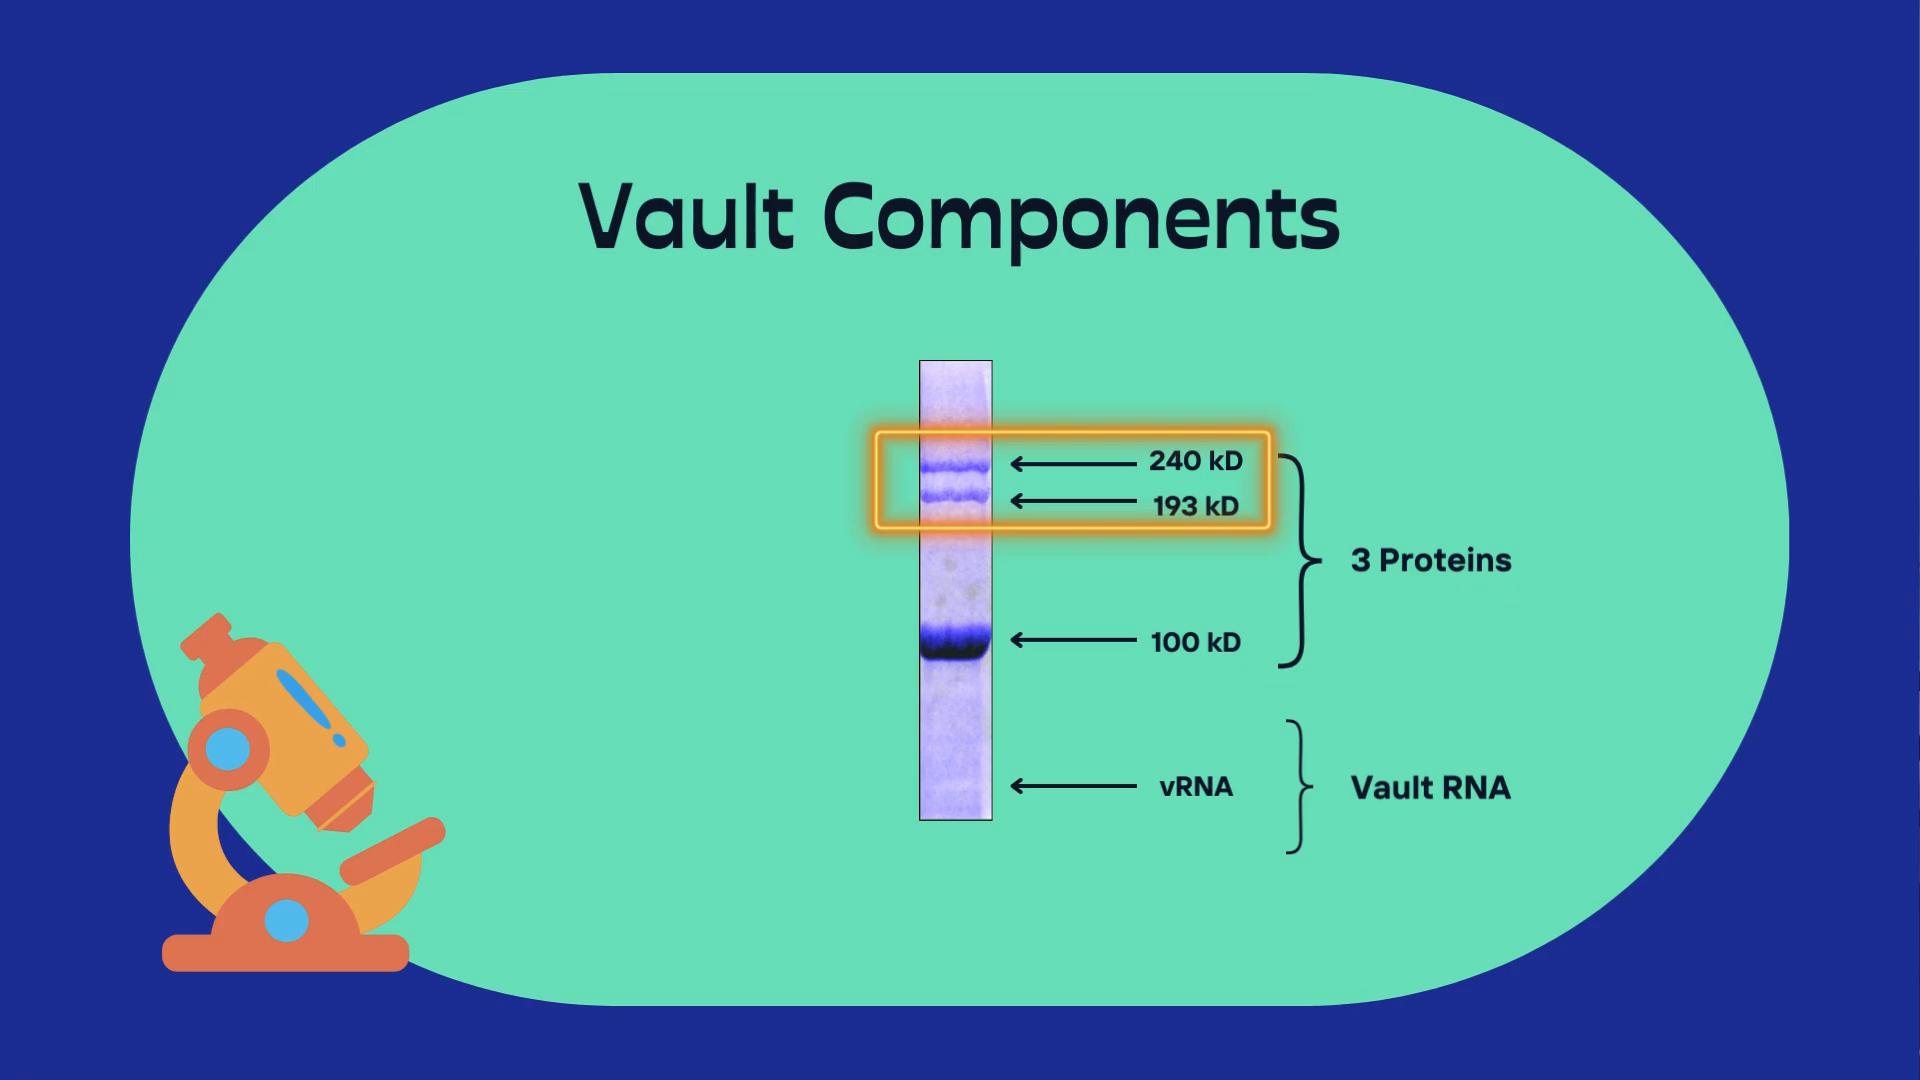 Vault Components
240 kD
193 kD
3 Proteins
100 kD
vRNA
Vault RNA